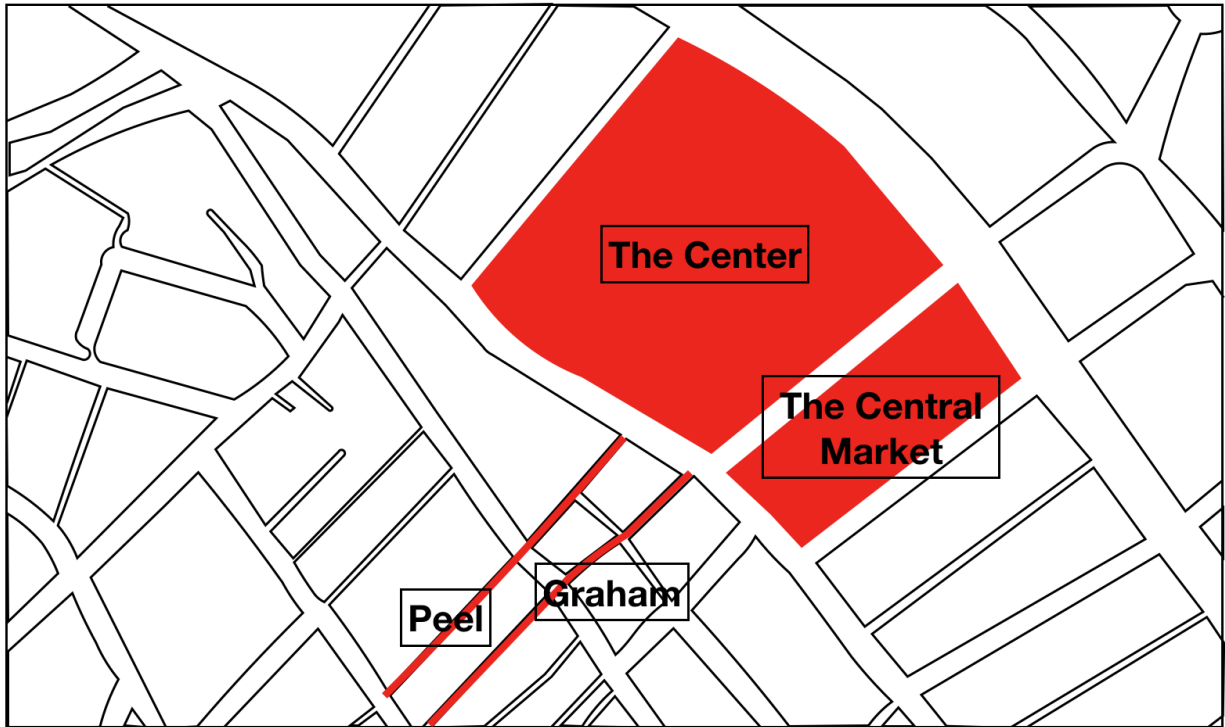 The Center
The Central
Market
Graham
Peel